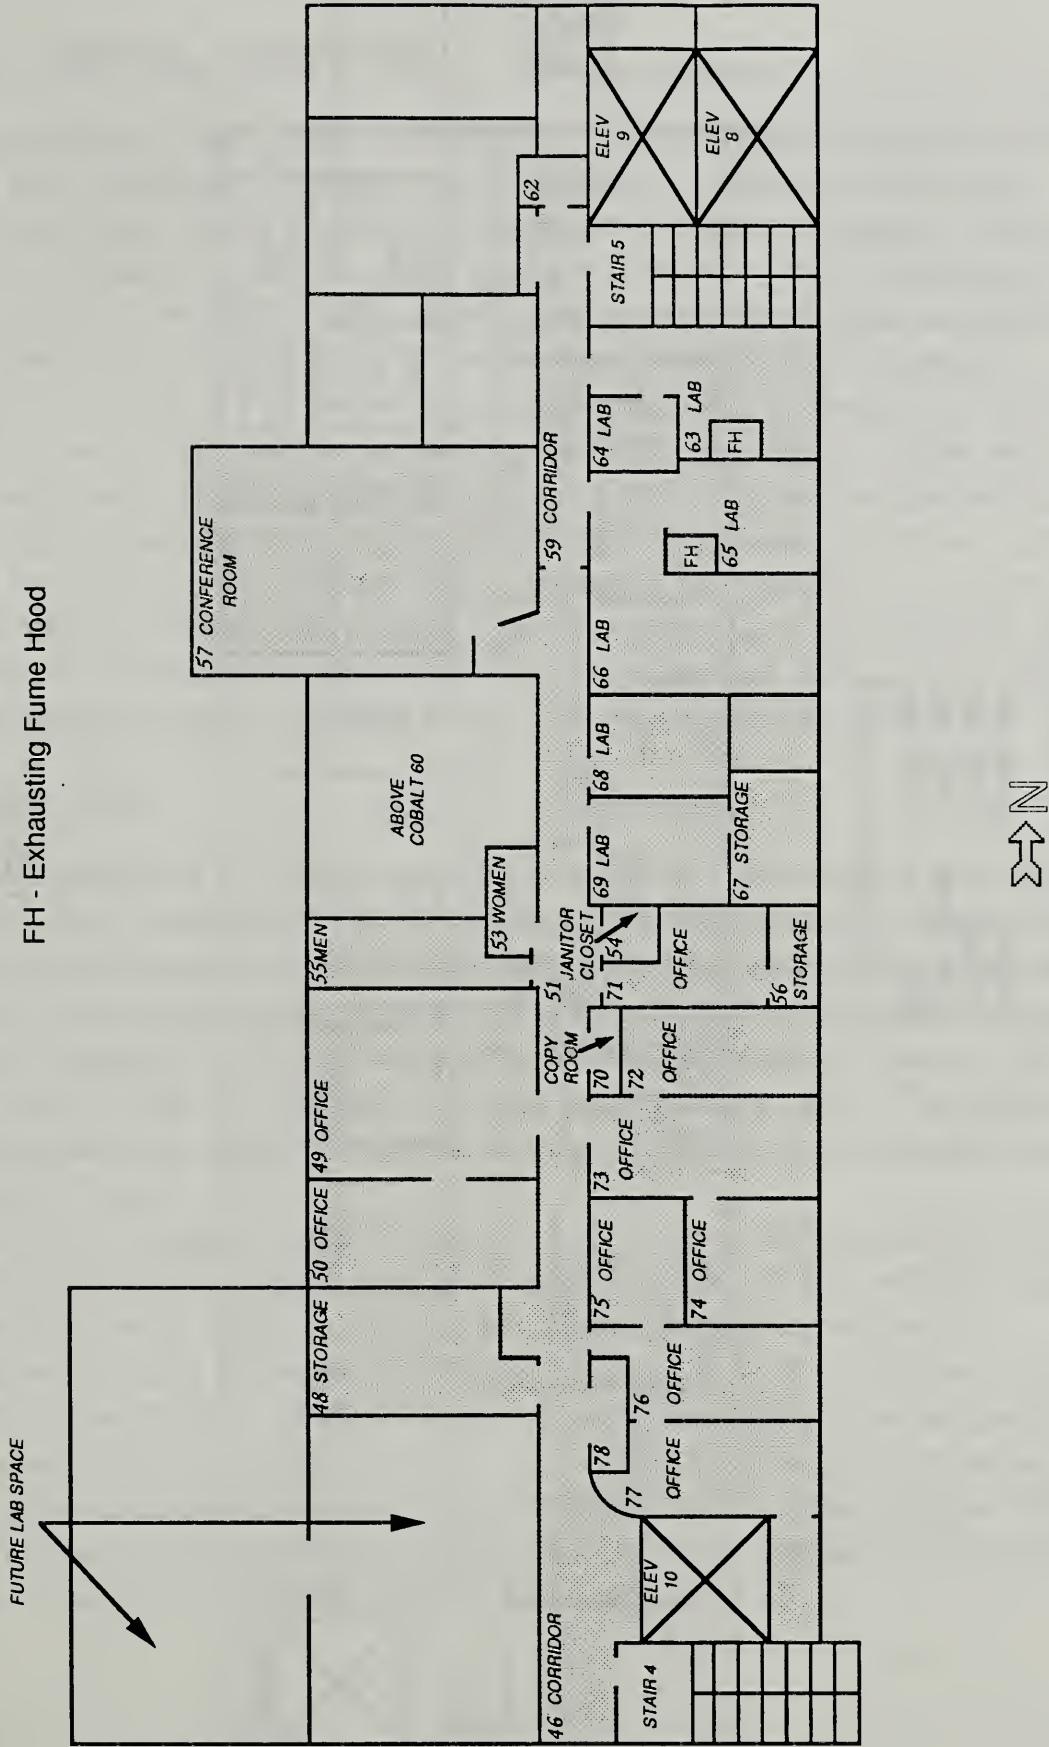 FH - Exhausting Fume Hood
FUTURE LAB SPACE
46 CORRIDOR
STAIR 4
ELEV
10
48 STORAGE
50 OFFICE
49 OFFICE
55 MEN
53 WOMEN
ABOVE
COBALT 60
57 CONFERENCE
ROOM
59 CORRIDOR
62
77
OFFICE
78
76
OFFICE
75 OFFICE
74 OFFICE
73
OFFICE
COPY
ROOM
70
72
OFFICE
51
JANITOR
CLOSET
54
71
OFFICE
56
STORAGE
69 LAB
67 STORAGE
68 LAB
66 LAB
FH
65 LAB
64 LAB
63 LAB
FH
STAIR 5
ELEV
9
ELEV
8
N